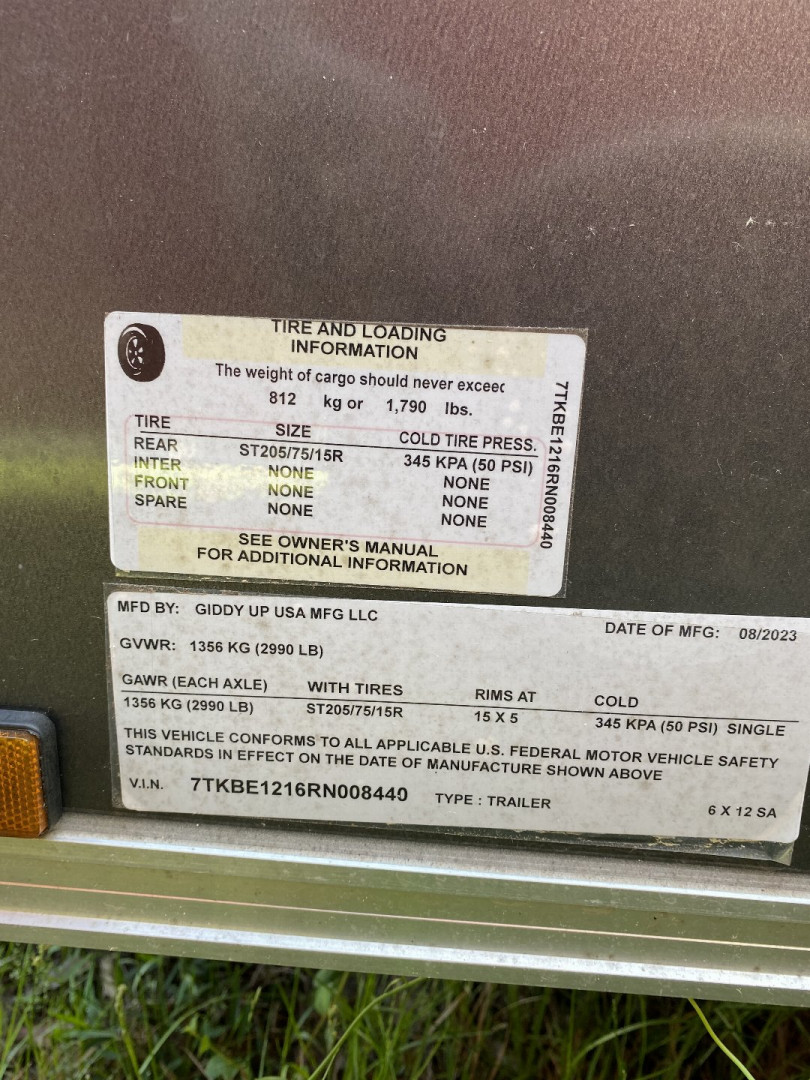 TIRE AND LOADING
INFORMATION
The weight of cargo should never exceed
812 kg or 1,790 lbs.
TIRE SIZE COLD TIRE PRESS.
REAR ST205/75/15R 345 KPA (50 PSI)
INTER NONE NONE
FRONT NONE NONE
SPARE NONE NONE
SEE OWNER'S MANUAL
FOR ADDITIONAL INFORMATION
7TKBE1216RN008440
MFD BY: GIDDY UP USA MFG LLC DATE OF MFG: 08/2023
GVWR: 1356 KG (2990 LB)
GAWR (EACH AXLE) WITH TIRES RIMS AT COLD
1356 KG (2990 LB) ST205/75/15R 15 X 5 345 KPA (50 PSI) SINGLE
THIS VEHICLE CONFORMS TO ALL APPLICABLE U.S. FEDERAL MOTOR VEHICLE SAFETY
STANDARDS IN EFFECT ON THE DATE OF MANUFACTURE SHOWN ABOVE
V.I.N. 7TKBE1216RN008440 TYPE : TRAILER 6 X 12 SA